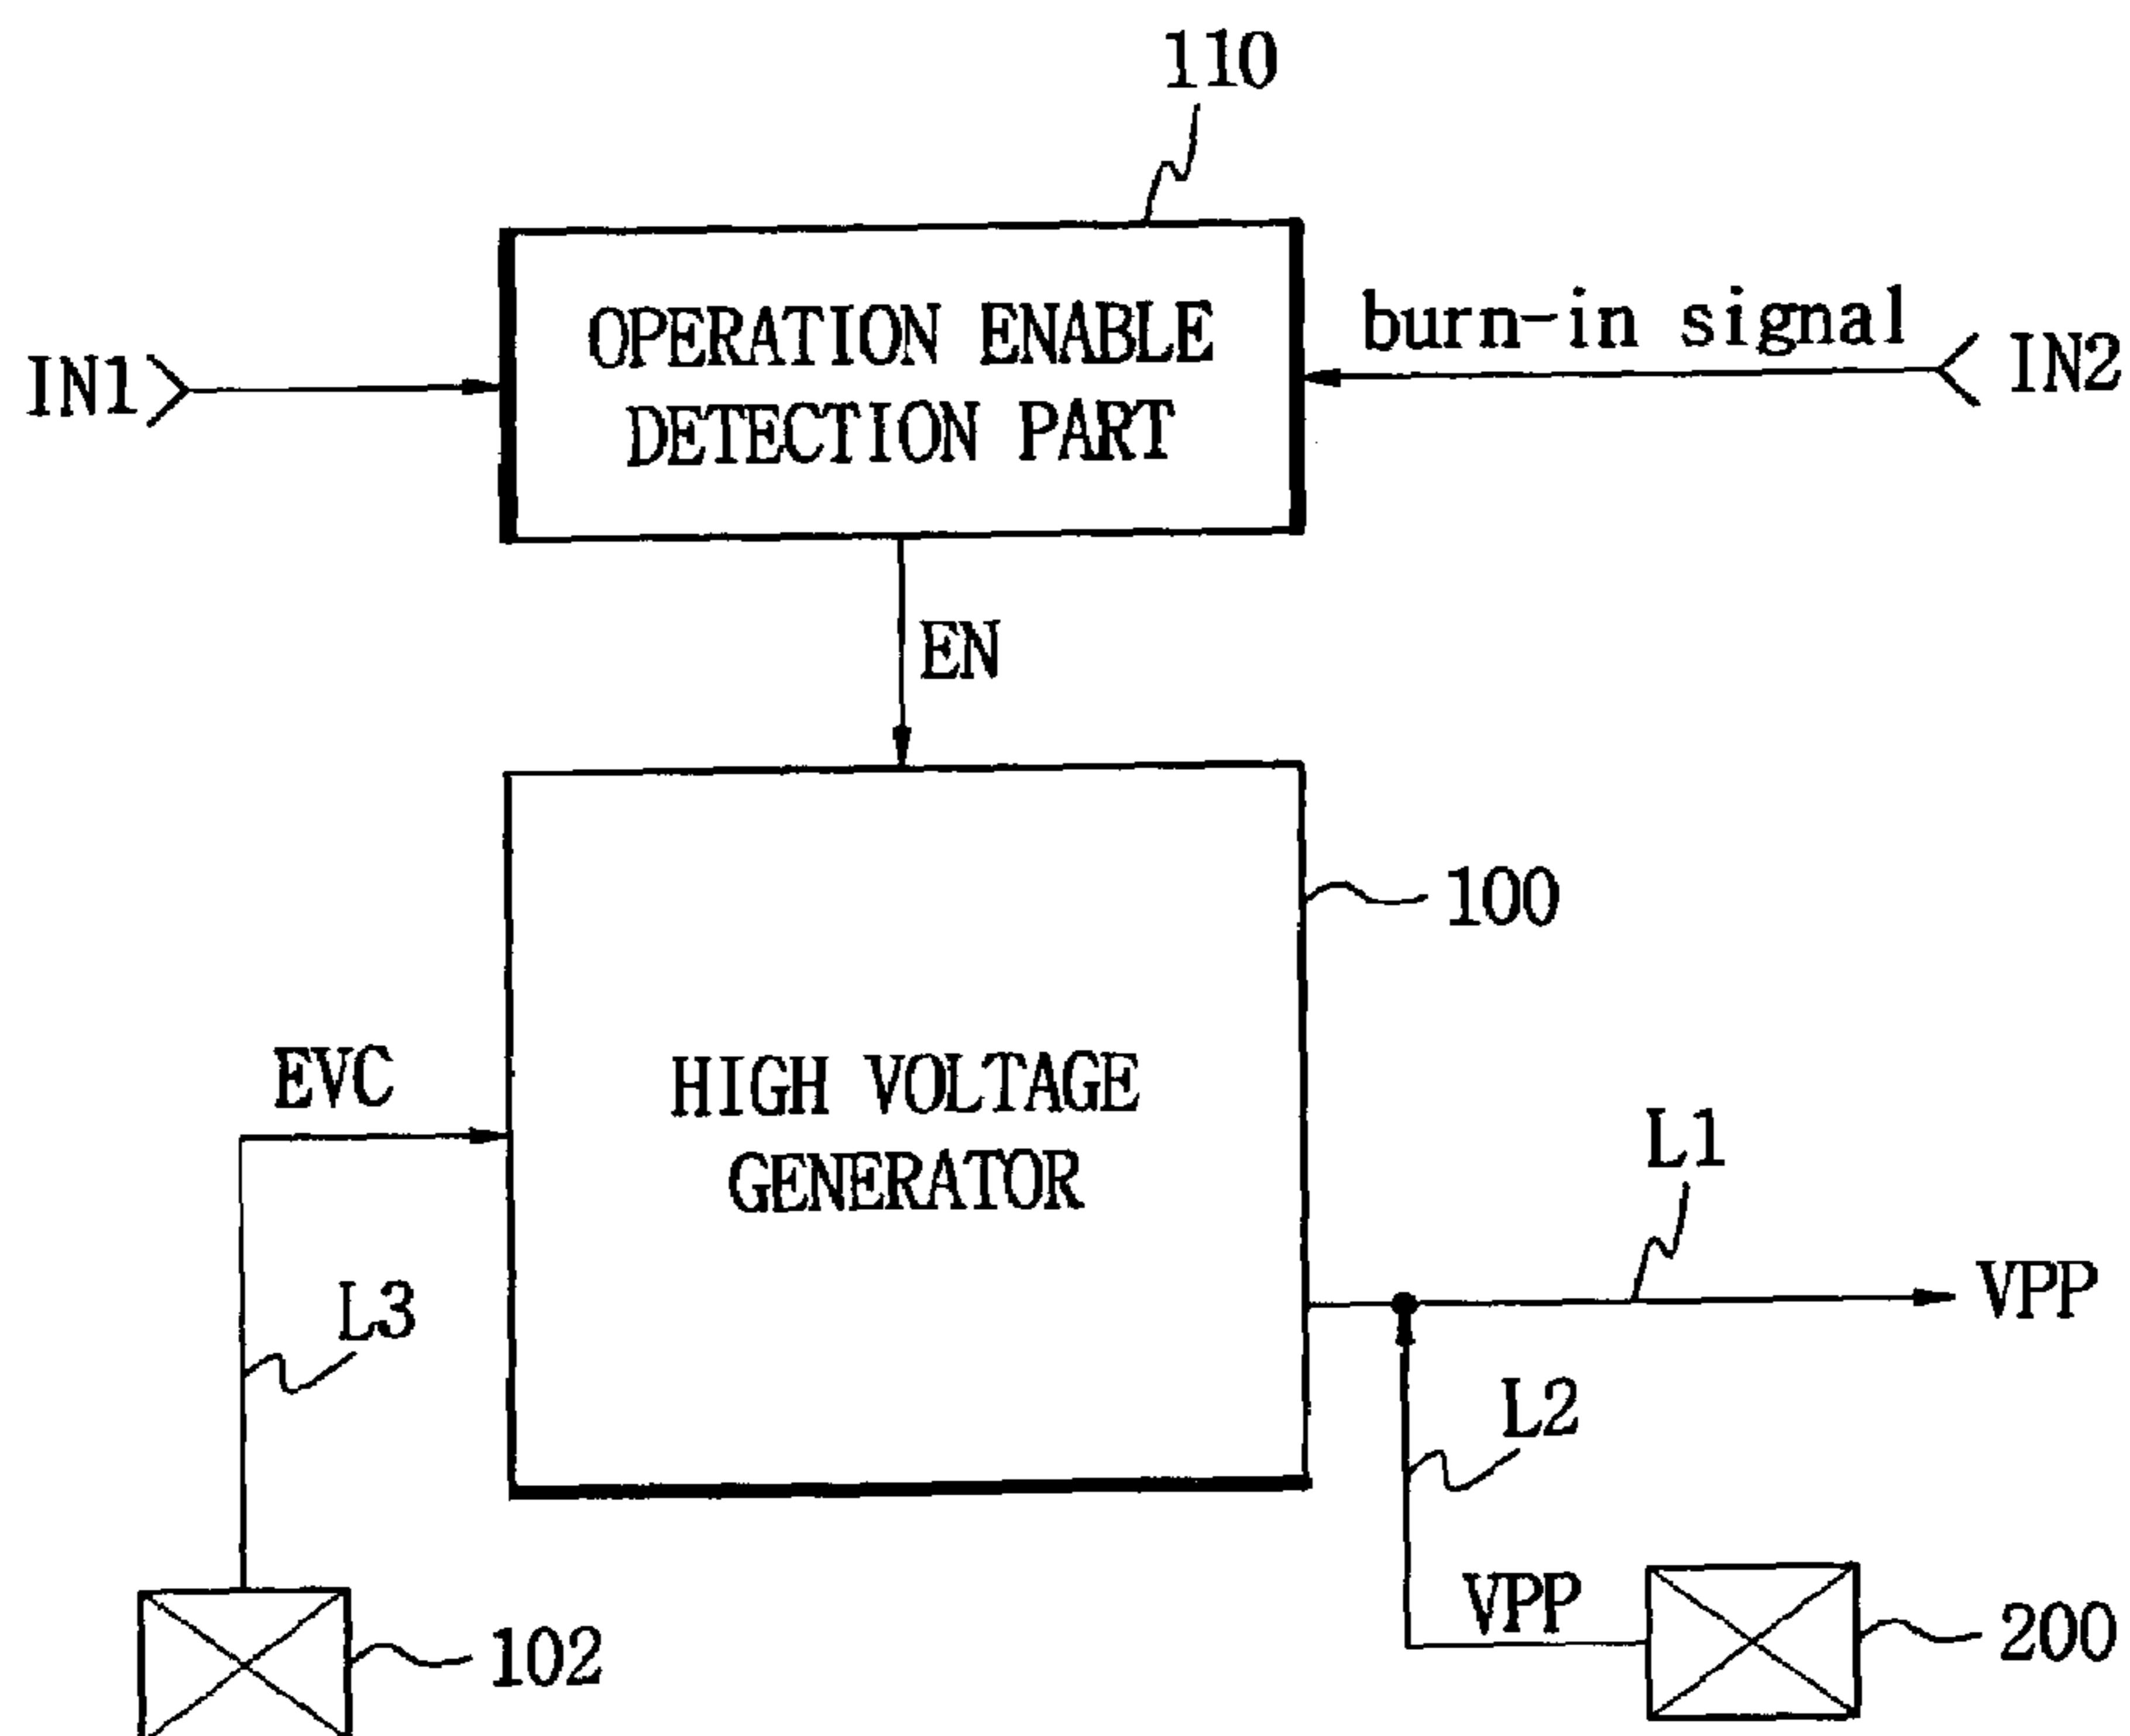 110
OPERATION ENABLE
DETECTION PART
IN1
burn-in signal
IN2
EN
100
EVC
HIGH VOLTAGE
GENERATOR
L1
L3
VPP
L2
VPP
102
200